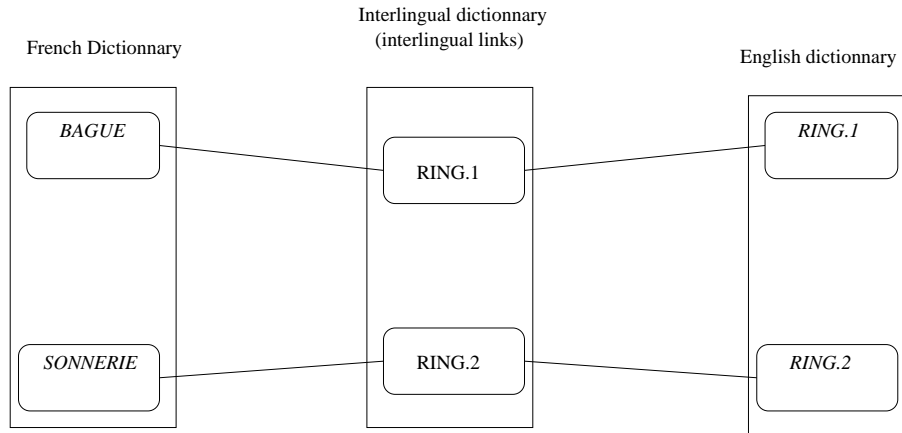 Interlingual dictionnary
(interlingual links)
French Dictionnary
English dictionnary
BAGUE
RING.1
RING.1
SONNERIE
RING.2
RING.2